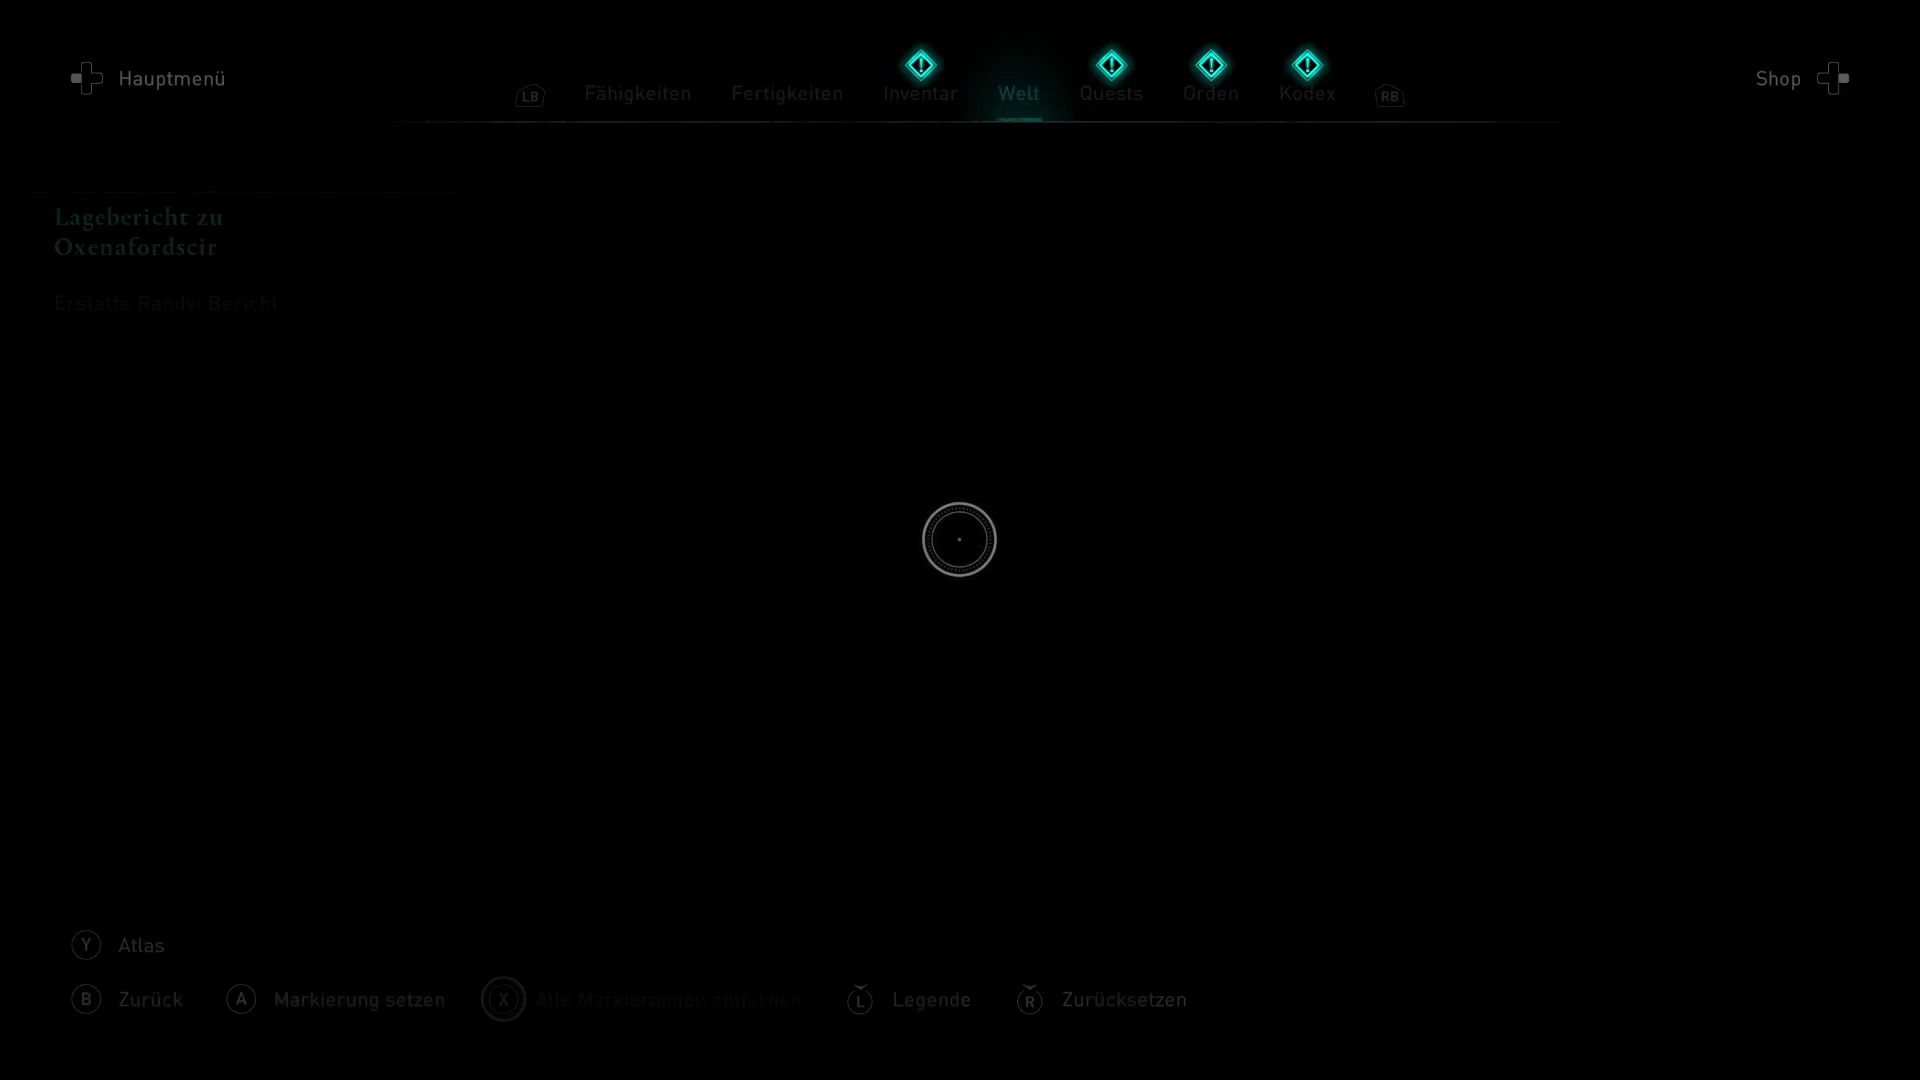 Hauptmenü
LB Fähigkeiten Fertigkeiten Inventar Welt Quests Orden Kodex RB
Shop
Lagebericht zu
Oxenafordscir
Erstatte Randvi Bericht
Y Atlas
B Zurück A Markierung setzen X Alle Markierungen entfernen L Legende R Zurücksetzen